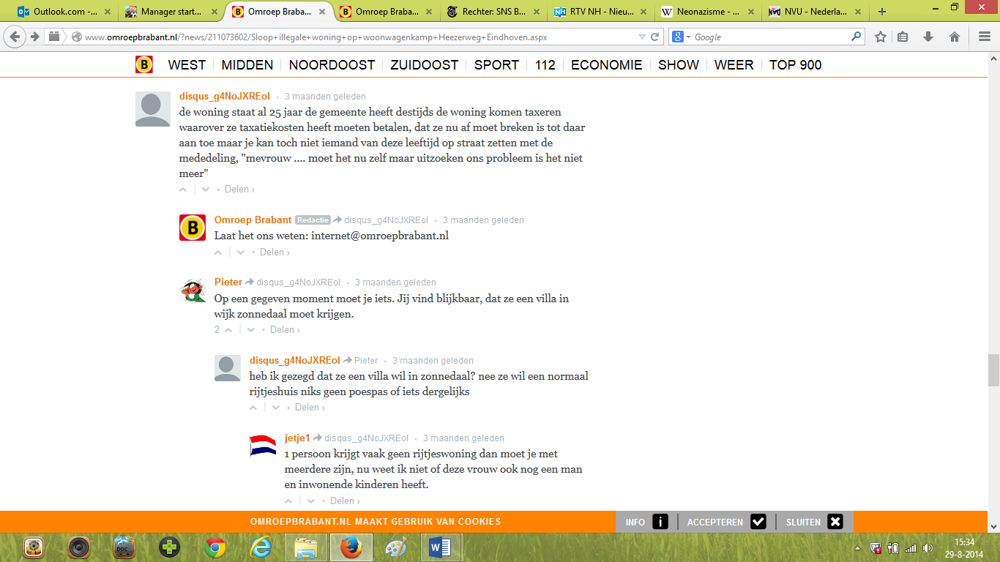 Outlook.com -...
Manager start...
Omroep Braba...
Omroep Braba...
Rechter: SNS B...
RTV NH - Nieu...
Neonazisme - ...
NVU - Nederla...
www.omroepbrabant.nl/?news/211073602/Sloop+illegale+woning+op+woonwagenkamp+Heezerweg+Eindhoven.aspx
Google
B WEST MIDDEN NOORDOOST ZUIDOOST SPORT 112 ECONOMIE SHOW WEER TOP 900
disqus_g4NoJXREol · 3 maanden geleden
de woning staat al 25 jaar de gemeente heeft destijds de woning komen taxeren
waarover ze taxatiekosten heeft moeten betalen, dat ze nu af moet breken is tot daar
aan toe maar je kan toch niet iemand van deze leeftijd op straat zetten met de
mededeling, "mevrouw .... moet het nu zelf maar uitzoeken ons probleem is het niet
meer"
• Delen ›
B
Omroep Brabant Redactie disqus_g4NoJXREol · 3 maanden geleden
Laat het ons weten: internet@omroepbrabant.nl
• Delen ›
Pieter disqus_g4NoJXREol · 3 maanden geleden
Op een gegeven moment moet je iets. Jij vind blijkbaar, dat ze een villa in
wijk zonnedaal moet krijgen.
2 • Delen ›
disqus_g4NoJXREol Pieter · 3 maanden geleden
heb ik gezegd dat ze een villa wil in zonnedaal? nee ze wil een normaal
rijtjeshuis niks geen poespas of iets dergelijks
• Delen ›
jetje1 disqus_g4NoJXREol · 3 maanden geleden
1 persoon krijgt vaak geen rijtjeswoning dan moet je met
meerdere zijn, nu weet ik niet of deze vrouw ook nog een man
en inwonende kinderen heeft.
• Delen ›
OMROEPBRABANT.NL MAAKT GEBRUIK VAN COOKIES
INFO i ACCEPTEREN SLUITEN
DOC
15:34
29-8-2014